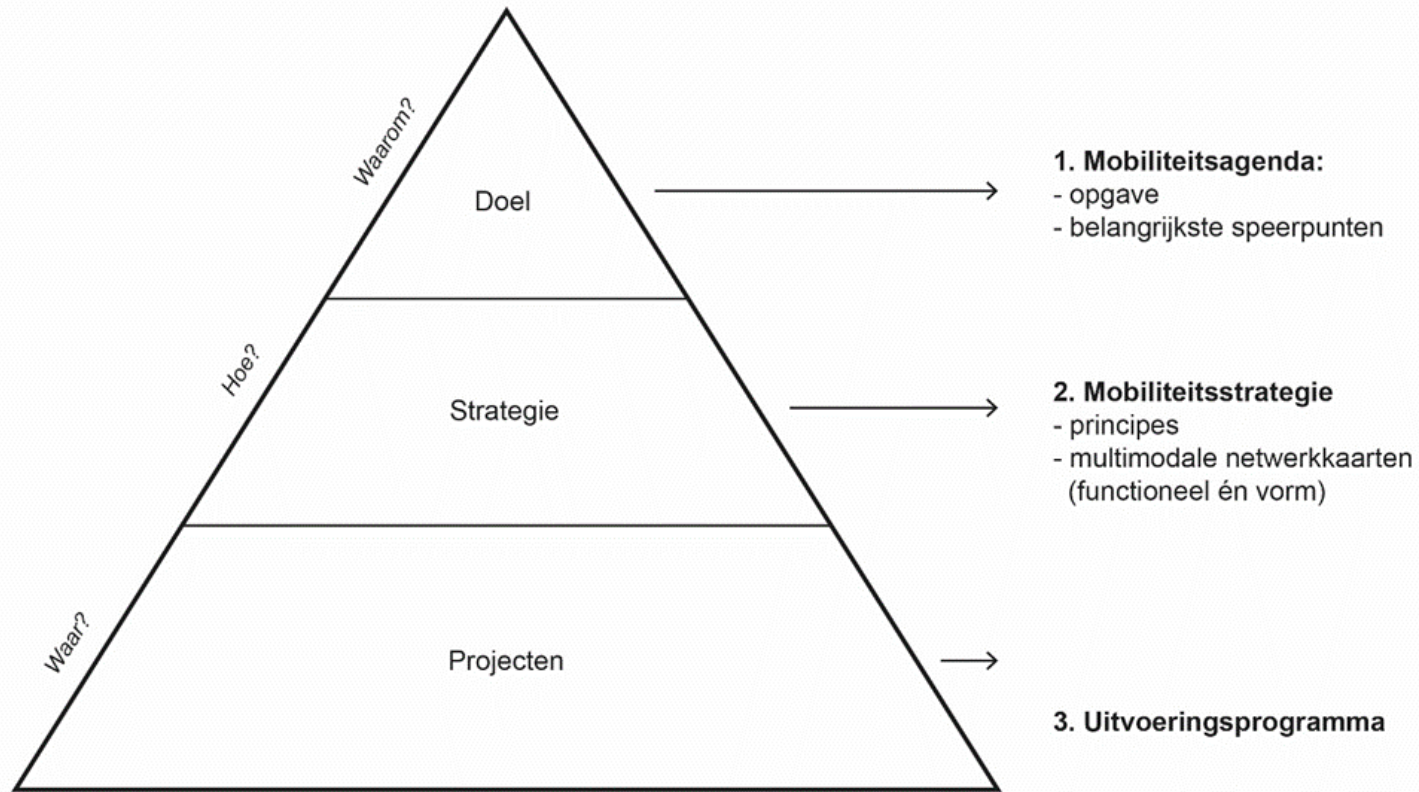 Waarom?
Doel
1. Mobiliteitsagenda:
- opgave
- belangrijkste speerpunten
Hoe?
Strategie
2. Mobiliteitsstrategie
- principes
- multimodale netwerkkaarten
(functioneel én vorm)
Waar?
Projecten
3. Uitvoeringsprogramma